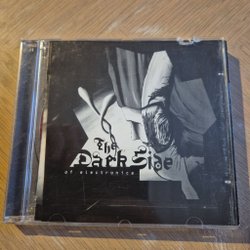 The
Dark Side
of electronica